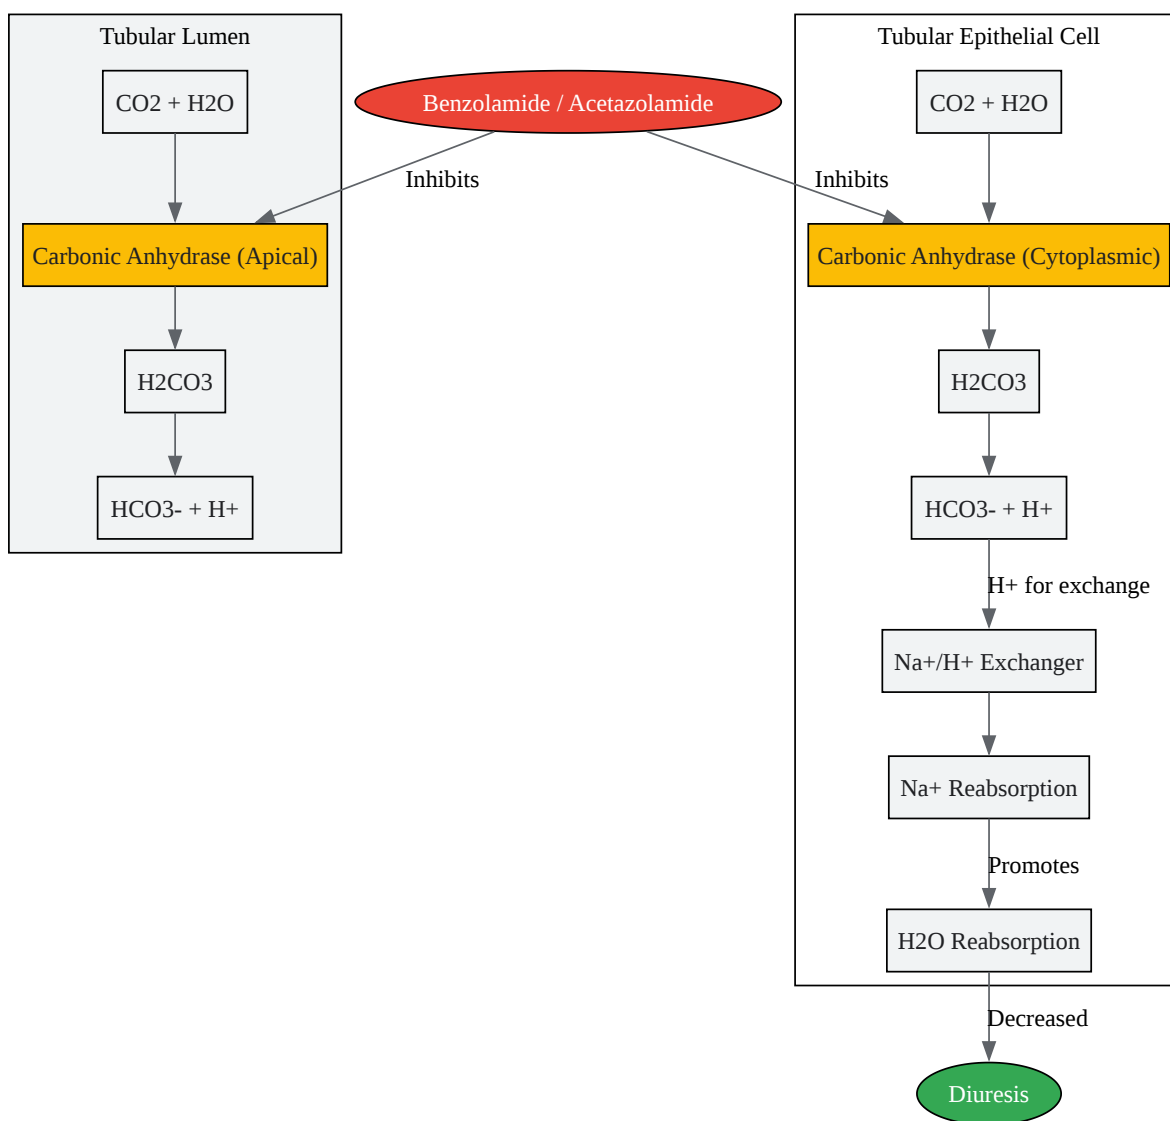 Tubular Lumen
CO2 + H2O
Carbonic Anhydrase (Apical)
H2CO3
HCO3- + H+
Benzolamide / Acetazolamide
Inhibits
Inhibits
Tubular Epithelial Cell
CO2 + H2O
Carbonic Anhydrase (Cytoplasmic)
H2CO3
HCO3- + H+
H+ for exchange
Na+/H+ Exchanger
Na+ Reabsorption
Promotes
H2O Reabsorption
Decreased
Diuresis